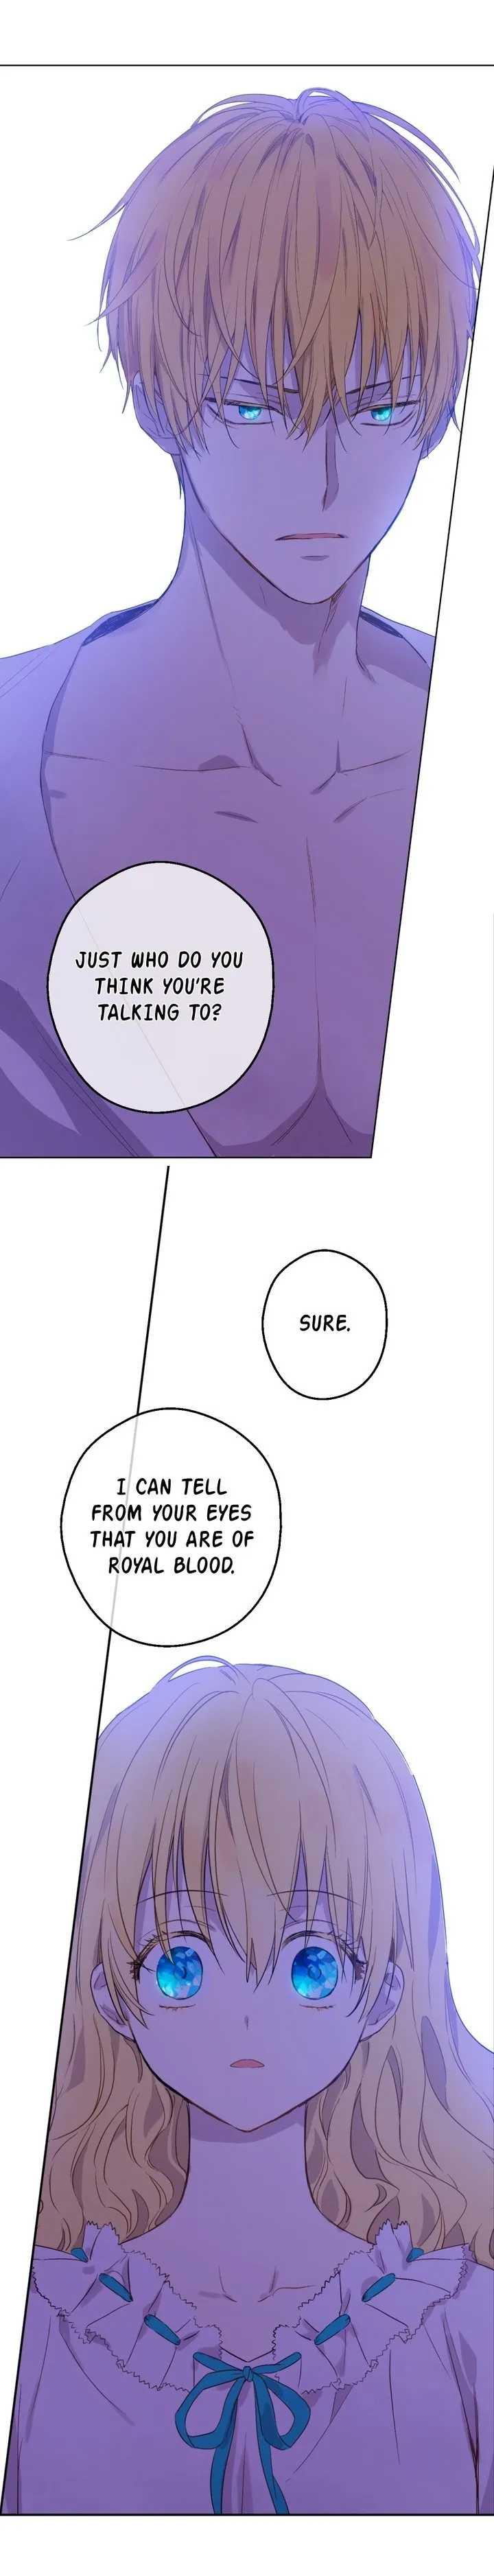 JUST WHO DO YOU
THINK YOU'RE
TALKING TO?
SURE.
I CAN TELL
FROM YOUR EYES
THAT YOU ARE OF
ROYAL BLOOD.